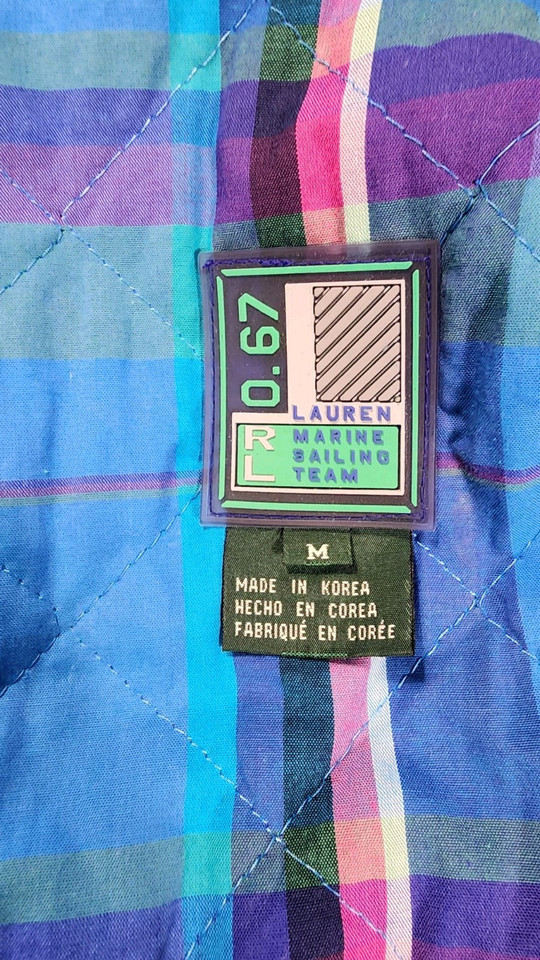 0.67
LAUREN
RL
MARINE
SAILING
TEAM
M
MADE IN KOREA
HECHO EN COREA
FABRIQUÉ EN CORÉE